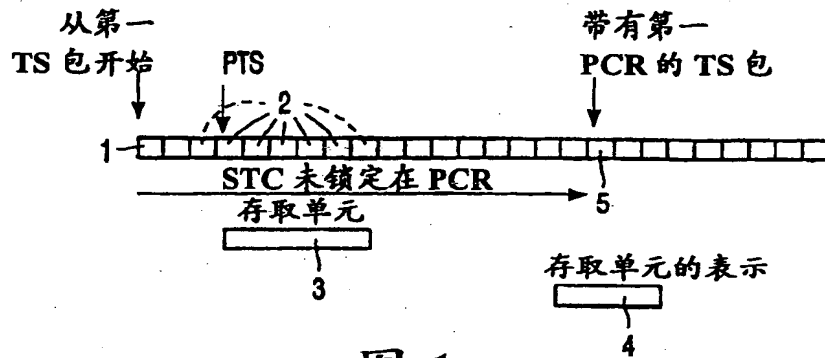 从第一
TS 包开始
PTS
带有第一
PCR 的 TS 包
2
1
STC 未锁定在 PCR
5
存取单元
3
存取单元的表示
4